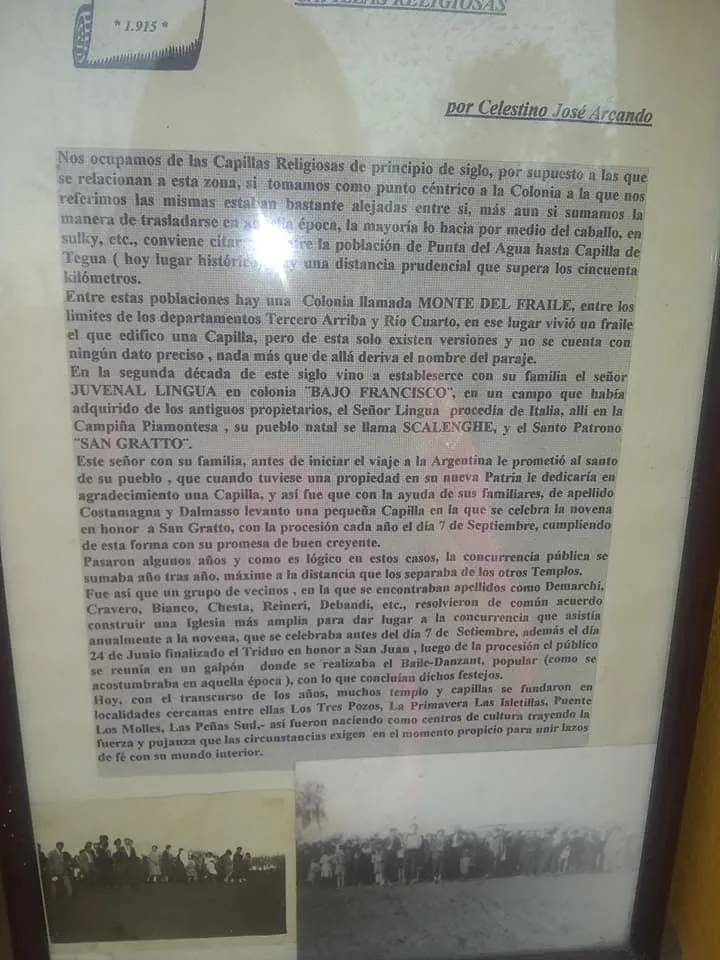 * 1.915 *
CAPILLAS RELIGIOSAS
por Celestino José Arcando
Nos ocupamos de las Capillas Religiosas de principio de siglo, por supuesto a las que
se relacionan a esta zona, si tomamos como punto céntrico a la Colonia a la que nos
referimos las mismas estaban bastante alejadas entre si, más aun si sumamos la
manera de trasladarse en aquella época, la mayoría lo hacia por medio del caballo, en
sulky, etc., conviene citar entre la población de Punta del Agua hasta Capilla de
Tegua ( hoy lugar histórico, hay una distancia prudencial que supera los cincuenta
kilómetros.
Entre estas poblaciones hay una Colonia llamada MONTE DEL FRAILE, entre los
limites de los departamentos Tercero Arriba y Río Cuarto, en ese lugar vivió un fraile
el que edifico una Capilla, pero de esta solo existen versiones y no se cuenta con
ningún dato preciso , nada más que de allá deriva el nombre del paraje.
En la segunda década de este siglo vino a estableserce con su familia el señor
JUVENAL LINGUA en colonia ¨BAJO FRANCISCO¨, en un campo que había
adquirido de los antiguos propietarios, el Señor Lingua procedia de Italia, alli en la
Campiña Piamontesa , su pueblo natal se llama SCALENGHE, y el Santo Patrono
¨SAN GRATTO¨.
Este señor con su familia, antes de iniciar el viaje a la Argentina le prometió al santo
de su pueblo , que cuando tuviese una propiedad en su nueva Patria le dedicaría en
agradecimiento una Capilla, y así fue que con la ayuda de sus familiares, de apellido
Costamagna y Dalmasso levanto una pequeña Capilla en la que se celebra la novena
en honor a San Gratto, con la procesión cada año el día 7 de Septiembre, cumpliendo
de esta forma con su promesa de buen creyente.
Pasaron algunos años y como es lógico en estos casos, la concurrencia pública se
sumaba año tras año, máxime a la distancia que los separaba de los otros Templos.
Fue así que un grupo de vecinos , en la que se encontraban apellidos como Demarchi,
Cravero, Bianco, Chesta, Reineri, Debandi, etc., resolvieron de común acuerdo
construir una Iglesia más amplia para dar lugar a la concurrencia que asistía
anualmente a la novena, que se celebraba antes del día 7 de Setiembre, además el día
24 de Junio finalizado el Triduo en honor a San Juan , luego de la procesión el público
se reunía en un galpón donde se realizaba el Baile-Danzant, popular (como se
acostumbraba en aquella época ), con lo que concluían dichos festejos.
Hoy, con el transcurso de los años, muchos templo y capillas se fundaron en
localidades cercanas entre ellas Los Tres Pozos, La Primavera Las Isletillas, Puente
Los Molles, Las Peñas Sud,- así fueron naciendo como centros de cultura trayendo la
fuerza y pujanza que las circunstancias exigen en el momento propicio para unir lazos
de fé con su mundo interior.